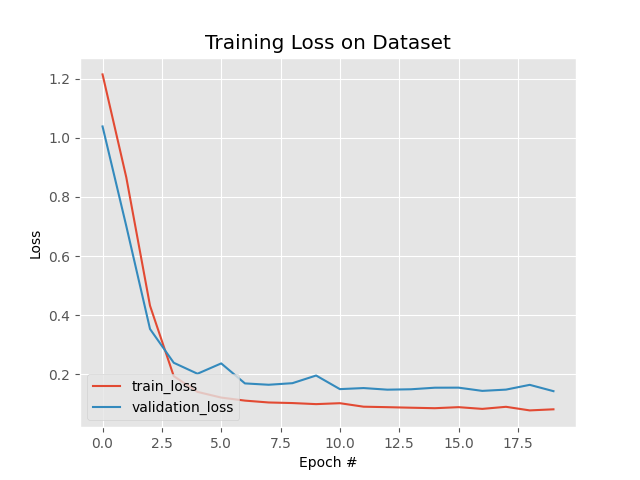 Training Loss on Dataset
1.2
1.0
0.8
0.6
0.4
0.2
Loss
train_loss
validation_loss
0.0 2.5 5.0 7.5 10.0 12.5 15.0 17.5
Epoch #